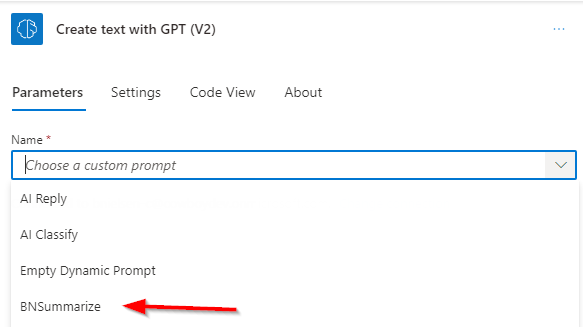 Create text with GPT (V2)
...
Parameters Settings Code View About
Name *
Choose a custom prompt
AI Reply
AI Classify
Empty Dynamic Prompt
BNSummarize